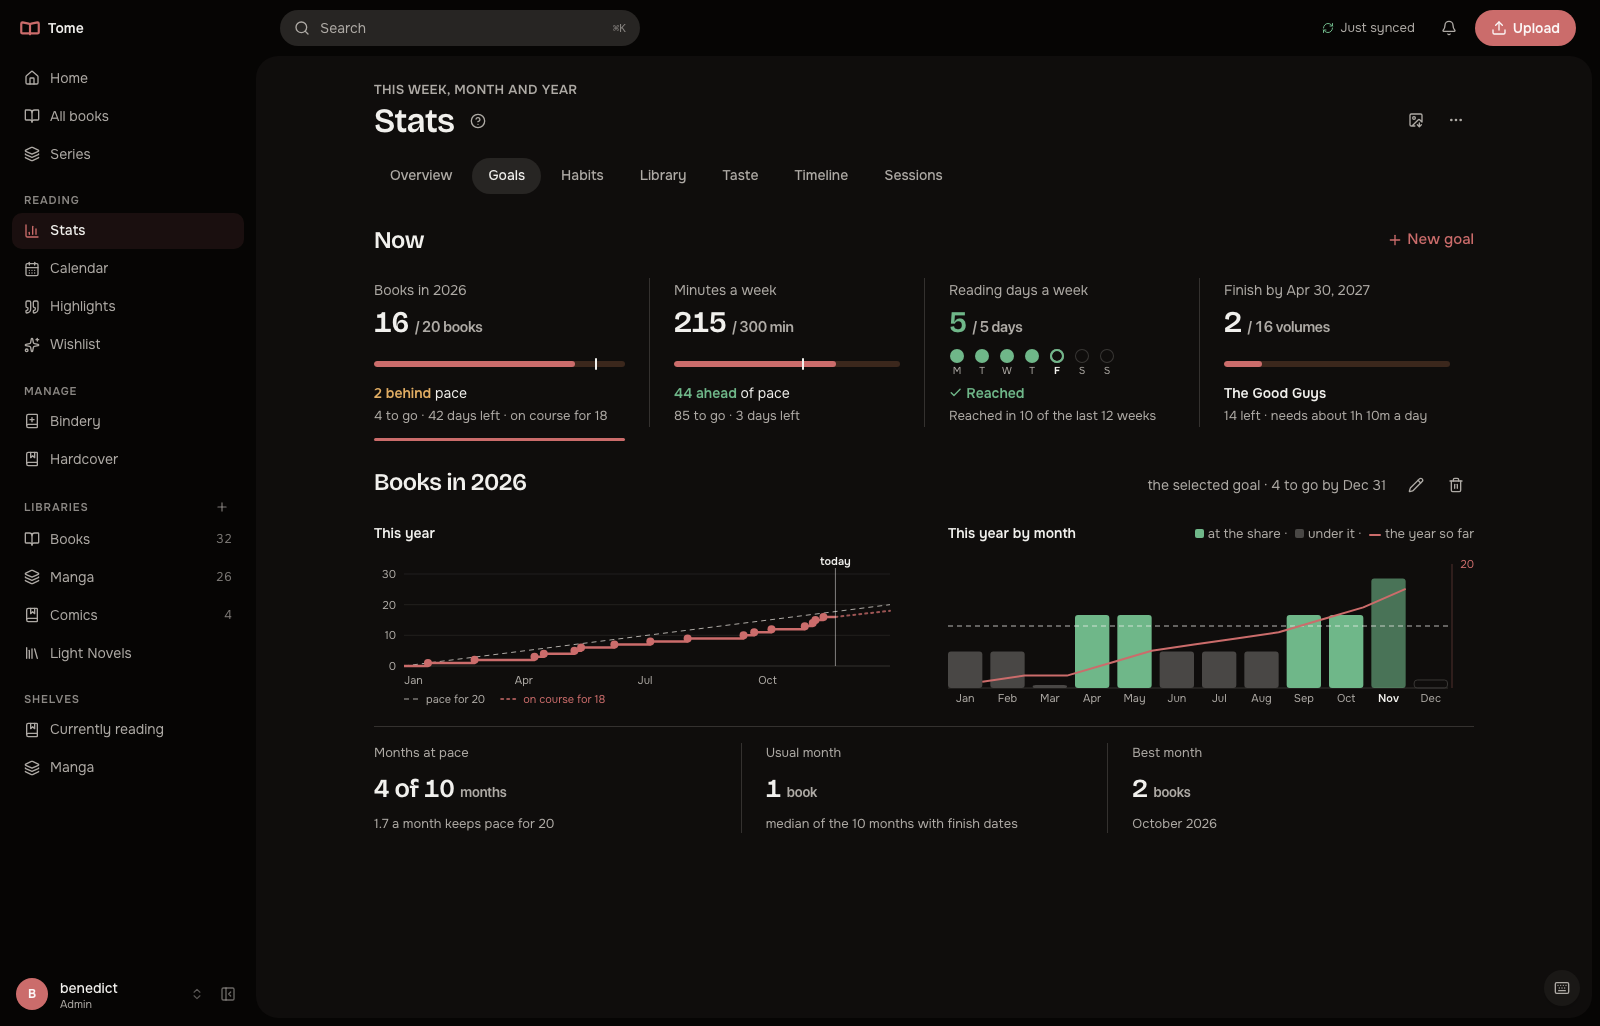 Tome
Search
⌘K
Just synced
Upload
Home
All books
Series
READING
Stats
Calendar
Highlights
Wishlist
MANAGE
Bindery
Hardcover
LIBRARIES
Books 32
Manga 26
Comics 4
Light Novels
SHELVES
Currently reading
Manga
B
benedict
Admin
THIS WEEK, MONTH AND YEAR
Stats
Overview Goals Habits Library Taste Timeline Sessions
Now
+ New goal
Books in 2026
16 / 20 books
2 behind pace
4 to go · 42 days left · on course for 18
Minutes a week
215 / 300 min
44 ahead of pace
85 to go · 3 days left
Reading days a week
5 / 5 days
M T W T F S S
Reached
Reached in 10 of the last 12 weeks
Finish by Apr 30, 2027
2 / 16 volumes
The Good Guys
14 left · needs about 1h 10m a day
Books in 2026
the selected goal · 4 to go by Dec 31
This year
today
30
20
10
0
Jan Apr Jul Oct
pace for 20 on course for 18
This year by month
at the share · under it · the year so far
20
Jan Feb Mar Apr May Jun Jul Aug Sep Oct Nov Dec
Months at pace
4 of 10 months
1.7 a month keeps pace for 20
Usual month
1 book
median of the 10 months with finish dates
Best month
2 books
October 2026